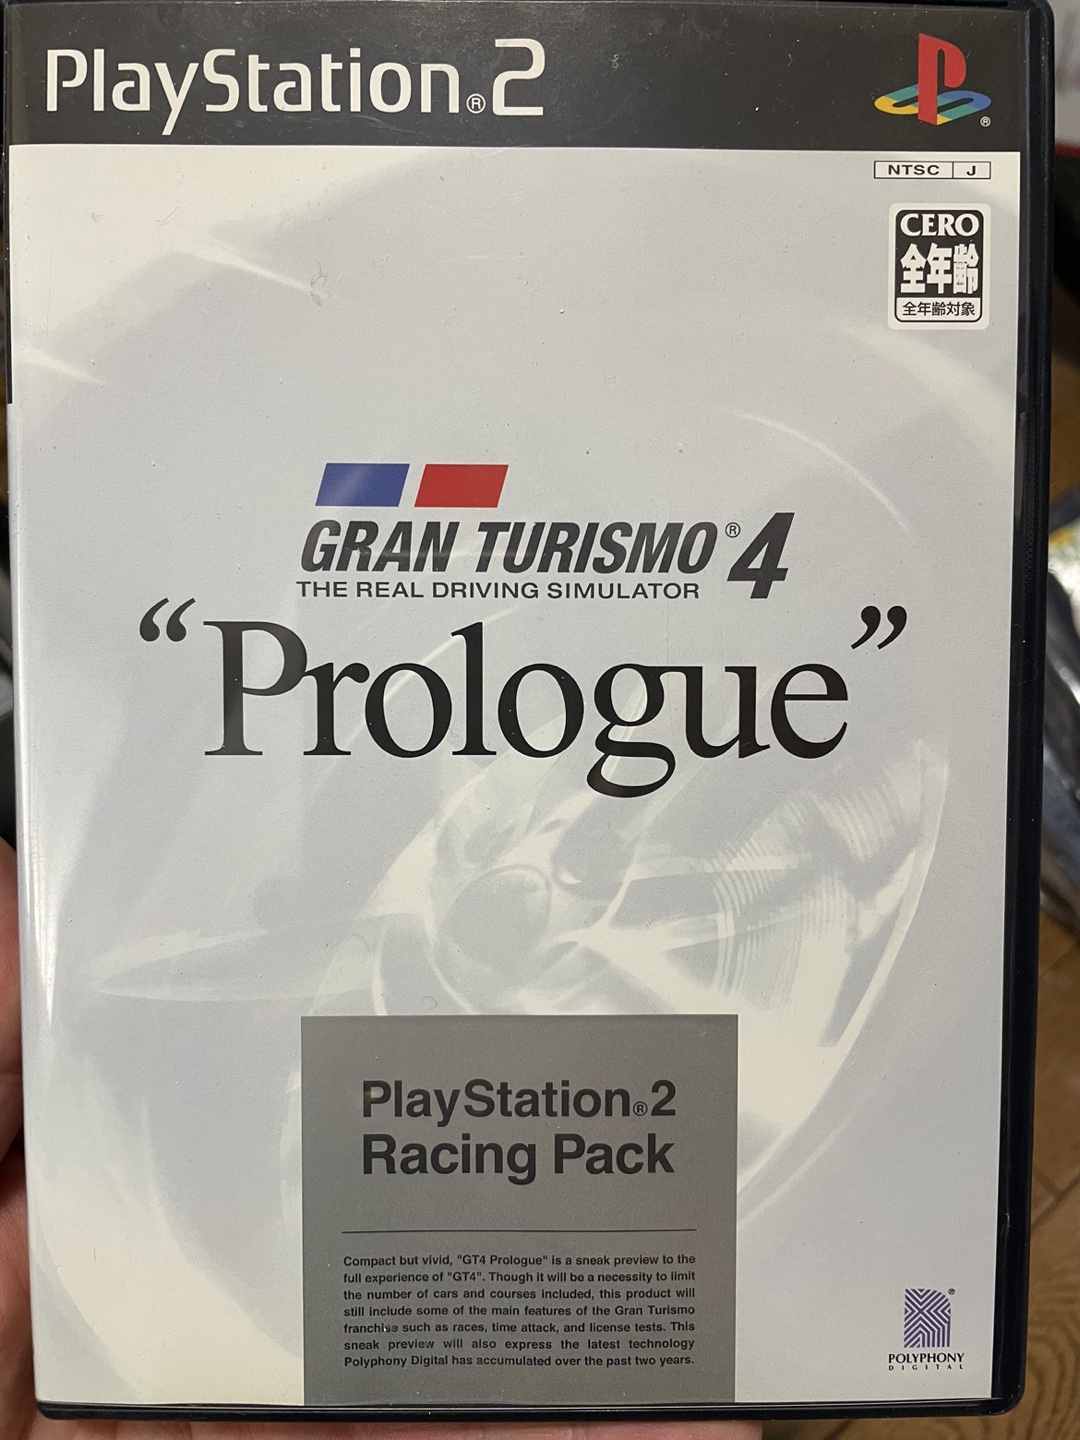 PlayStation®2
®
NTSC J
CERO
全年齢
全年齢対象
GRAN TURISMO®4
THE REAL DRIVING SIMULATOR
“Prologue”
PlayStation®2
Racing Pack
Compact but vivid, "GT4 Prologue" is a sneak preview to the
full experience of "GT4". Though it will be a necessity to limit
the number of cars and courses included, this product will
still include some of the main features of the Gran Turismo
franchise such as races, time attack, and license tests. This
sneak preview will also express the latest technology
Polyphony Digital has accumulated over the past two years.
®
POLYPHONY
DIGITAL